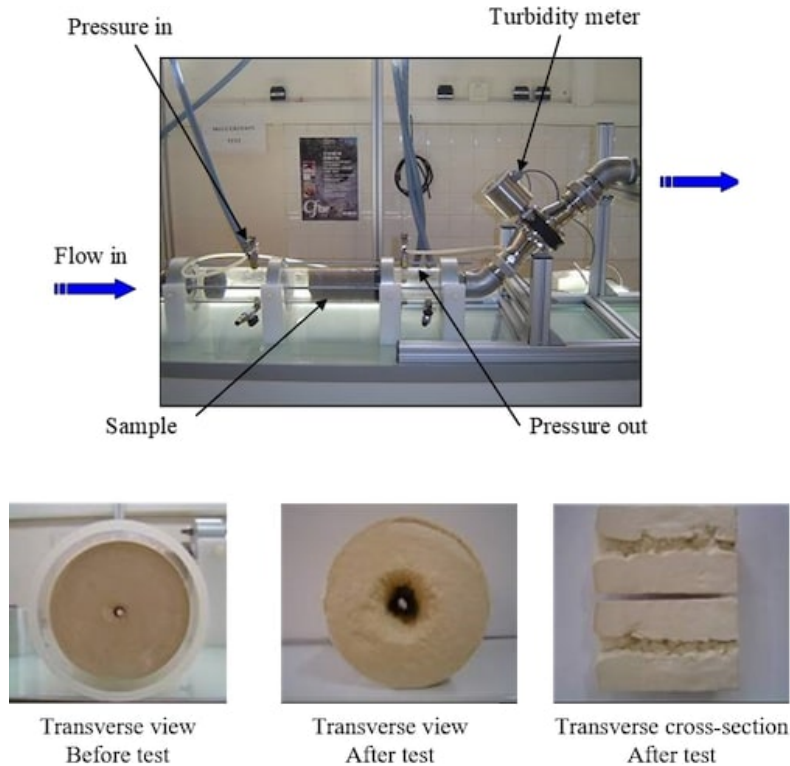 Pressure in
Turbidity meter
Flow in
Sample
Pressure out
Transverse view
Before test
Transverse view
After test
Transverse cross-section
After test